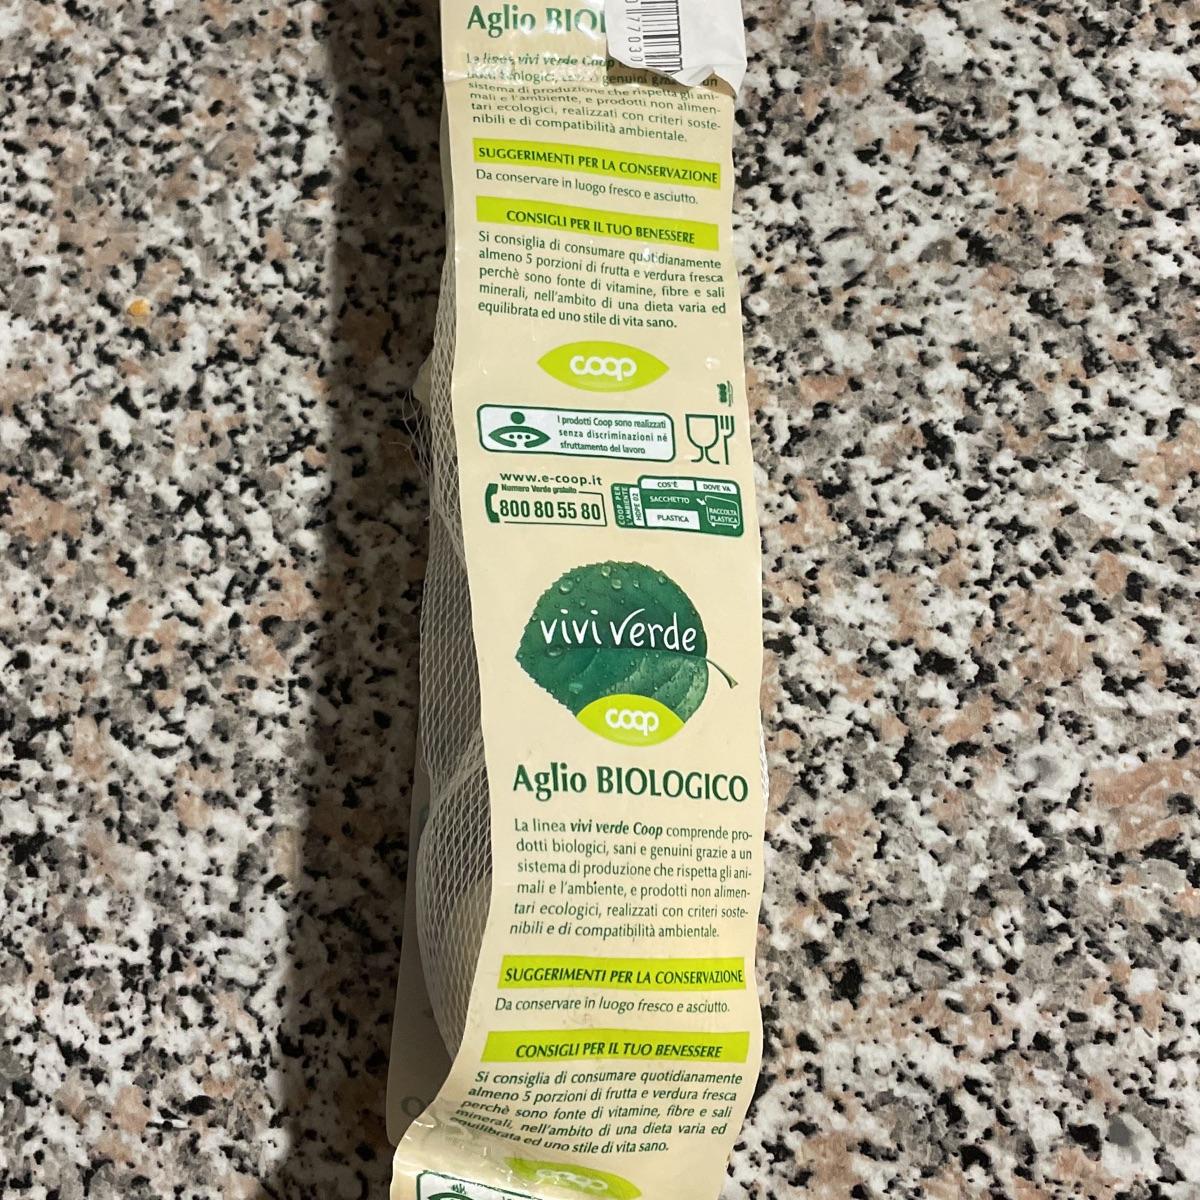 Aglio BIO
01703
La linea vivi verde Coop
biologici, genuini un
sistema di produzione che rispetta gli ani-
mali e l'ambiente, e prodotti non alimen-
tari ecologici, realizzati con criteri soste-
nibili e di compatibilità ambientale.
SUGGERIMENTI PER LA CONSERVAZIONE
Da conservare in luogo fresco e asciutto.
CONSIGLI PER IL TUO BENESSERE
Si consiglia di consumare quotidianamente
almeno 5 porzioni di frutta e verdura fresca
perchè sono fonte di vitamine, fibre e sali
minerali, nell'ambito di una dieta varia ed
equilibrata ed uno stile di vita sano.
coop
I prodotti Coop sono realizzati
senza discriminazioni né
sfruttamento del lavoro
www.e-coop.it
Numero Verde gratuito
800 80 55 80
COOP PER
L'AMBIENTE
HDPE 02
COS'È
DOVE VA
SACCHETTO
PLASTICA
RACCOLTA
PLASTICA
vivi verde
coop
Aglio BIOLOGICO
La linea vivi verde Coop comprende pro-
dotti biologici, sani e genuini grazie a un
sistema di produzione che rispetta gli ani-
mali e l'ambiente, e prodotti non alimen-
tari ecologici, realizzati con criteri soste-
nibili e di compatibilità ambientale.
SUGGERIMENTI PER LA CONSERVAZIONE
Da conservare in luogo fresco e asciutto.
CONSIGLI PER IL TUO BENESSERE
Si consiglia di consumare quotidianamente
almeno 5 porzioni di frutta e verdura fresca
perchè sono fonte di vitamine, fibre e sali
minerali, nell'ambito di una dieta varia ed
equilibrata ed uno stile di vita sano.
coop